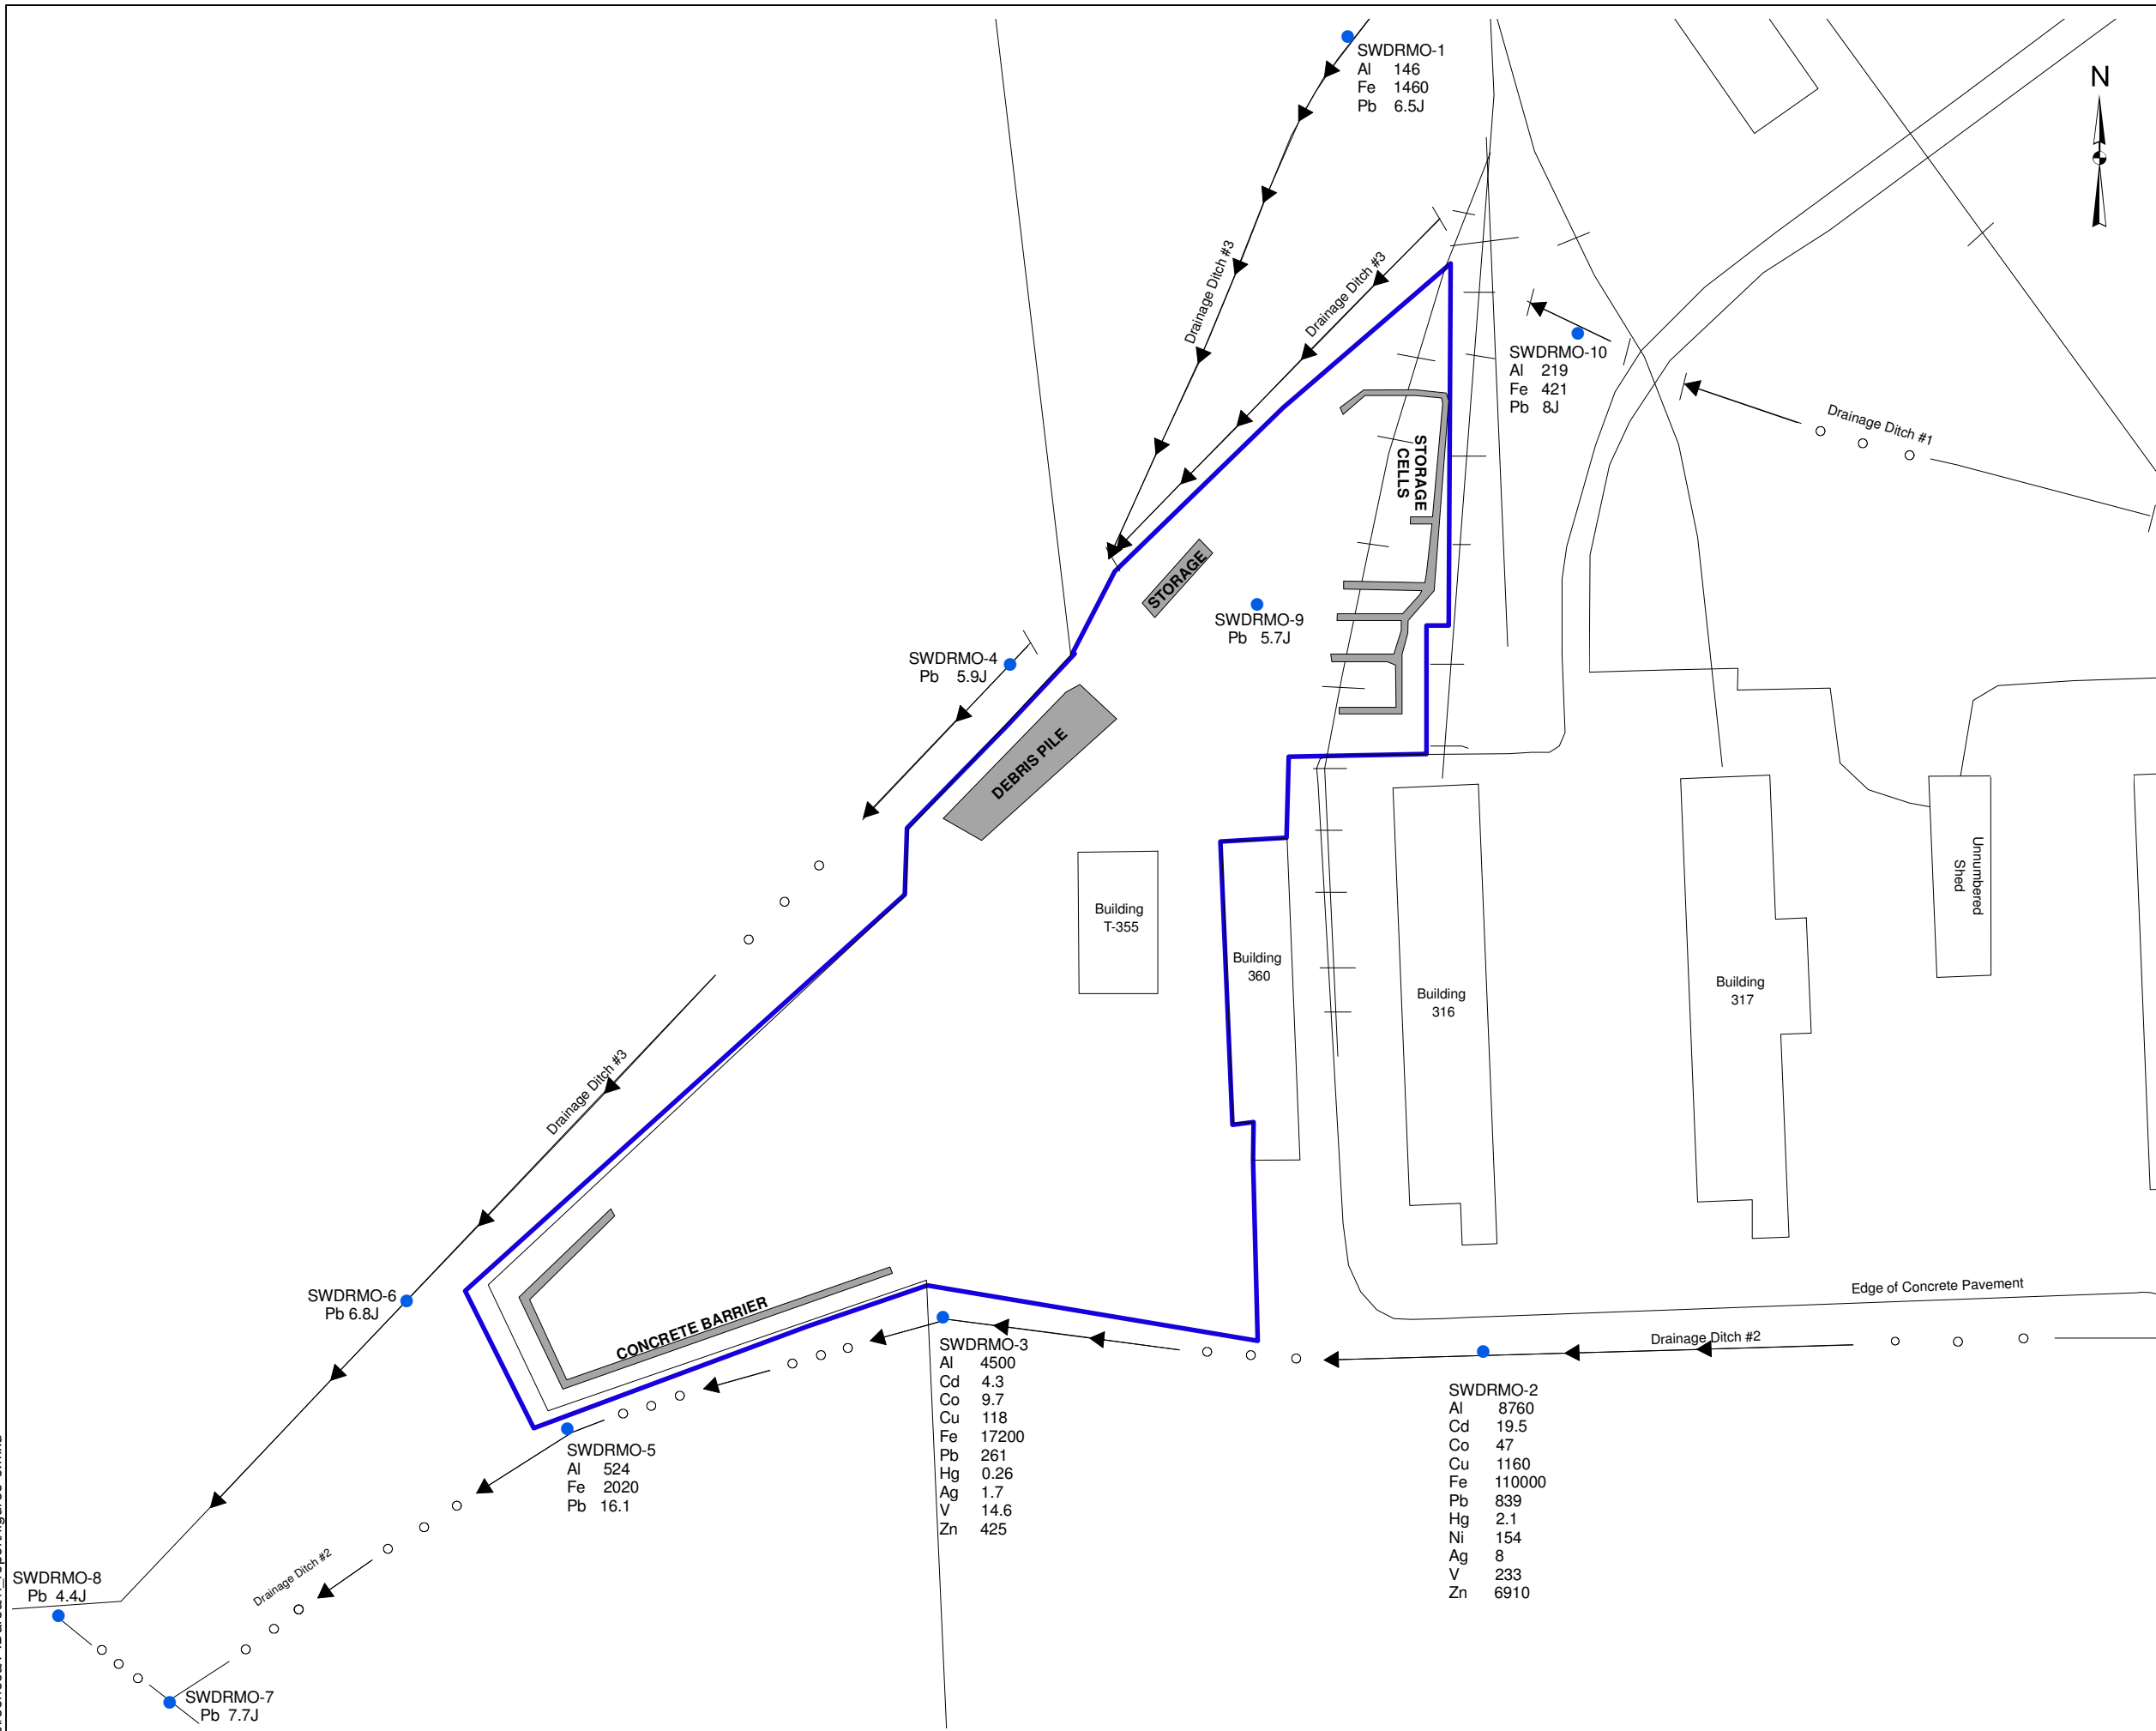 SWDRMO-1
Al 146
Fe 1460
Pb 6.5J
N
Drainage Ditch #3
Drainage Ditch #3
SWDRMO-10
Al 219
Fe 421
Pb 8J
Drainage Ditch #1
STORAGE
CELLS
STORAGE
SWDRMO-9
Pb 5.7J
SWDRMO-4
Pb 5.9J
DEBRIS PILE
Building
T-355
Building
360
Building
316
Building
317
Unnumbered
Shed
Drainage Ditch #3
SWDRMO-6
Pb 6.8J
CONCRETE BARRIER
Edge of Concrete Pavement
Drainage Ditch #2
SWDRMO-3
Al 4500
Cd 4.3
Co 9.7
Cu 118
Fe 17200
Pb 261
Hg 0.26
Ag 1.7
V 14.6
Zn 425
SWDRMO-2
Al 8760
Cd 19.5
Co 47
Cu 1160
Fe 110000
Pb 839
Hg 2.1
Ni 154
Ag 8
V 233
Zn 6910
SWDRMO-5
Al 524
Fe 2020
Pb 16.1
Drainage Ditch #2
SWDRMO-8
Pb 4.4J
SWDRMO-7
Pb 7.7J